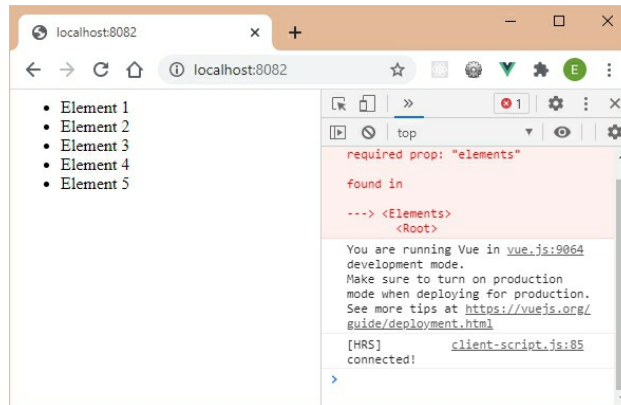 localhost:8082
localhost:8082
E
Element 1
Element 2
Element 3
Element 4
Element 5
1
top
required prop: "elements"
found in
---> <Elements>
<Root>
You are running Vue in vue.js:9064
development mode.
Make sure to turn on production
mode when deploying for production.
See more tips at https://vuejs.org/
guide/deployment.html
[HRS] client-script.js:85
connected!